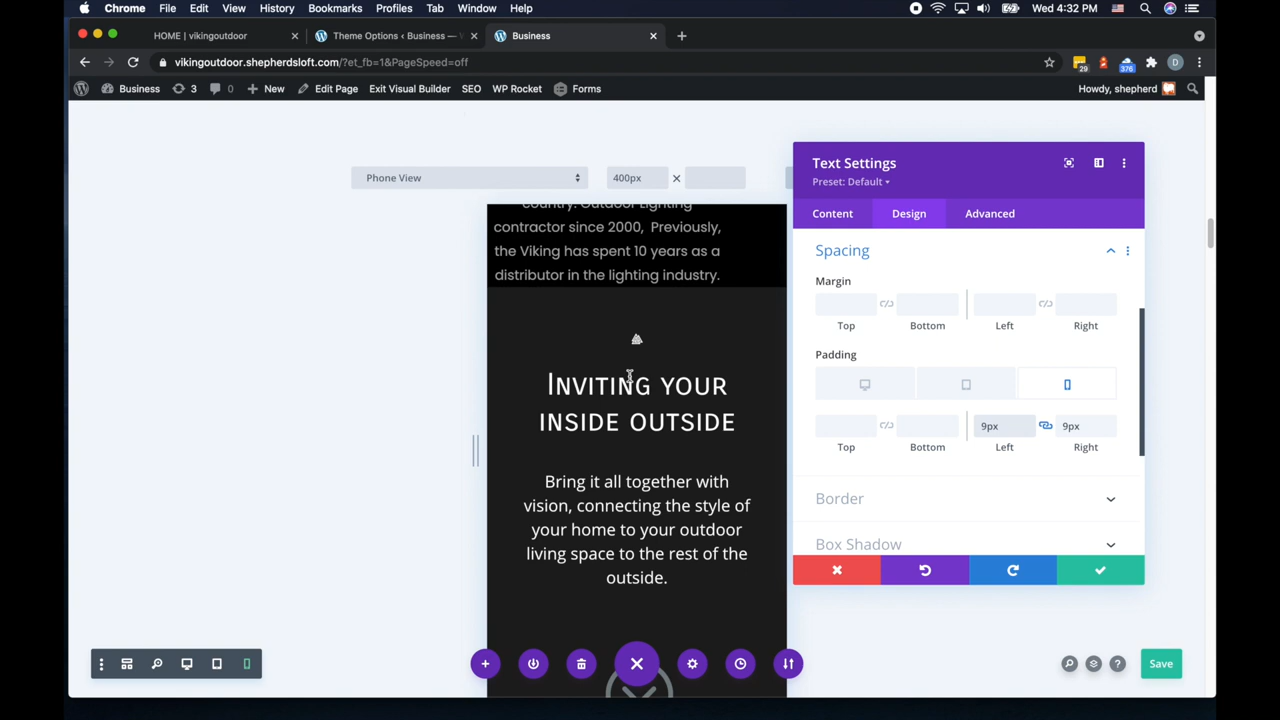 Chrome File Edit View History Bookmarks Profiles Tab Window Help Wed 4:32 PM
HOME | vikingoutdoor Theme Options ‹ Business — Business
vikingoutdoor.shepherdsloft.com/?et_fb=1&PageSpeed=off 29 376 D
Business 3 0 New Edit Page Exit Visual Builder SEO WP Rocket Forms Howdy, shepherd
Phone View 400px
country. Outdoor Lighting
contractor since 2000, Previously,
the Viking has spent 10 years as a
distributor in the lighting industry.
Inviting your
inside outside
Bring it all together with
vision, connecting the style of
your home to your outdoor
living space to the rest of the
outside.
Text Settings
Preset: Default
Content Design Advanced
Spacing
Margin
Top Bottom Left Right
Padding
9px 9px
Top Bottom Left Right
Border
Box Shadow
Save